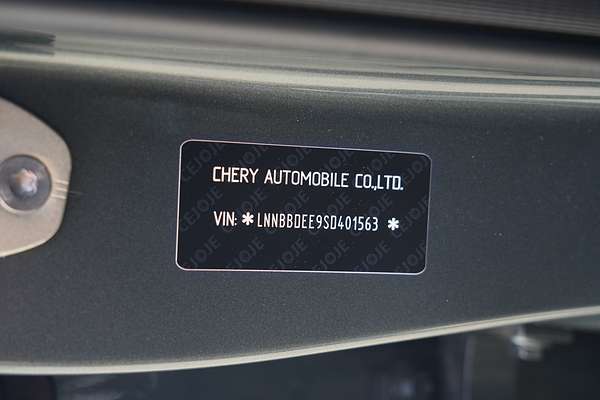 CHERY AUTOMOBILE CO.,LTD.
VIN: *LNNBBDEE9SD401563 *